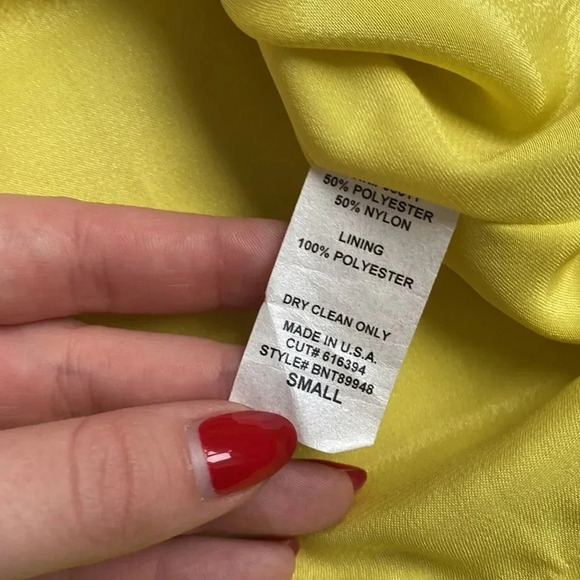 50% POLYESTER
50% NYLON
LINING
100% POLYESTER
DRY CLEAN ONLY
MADE IN U.S.A.
CUT# 616394
STYLE# BNT89948
SMALL